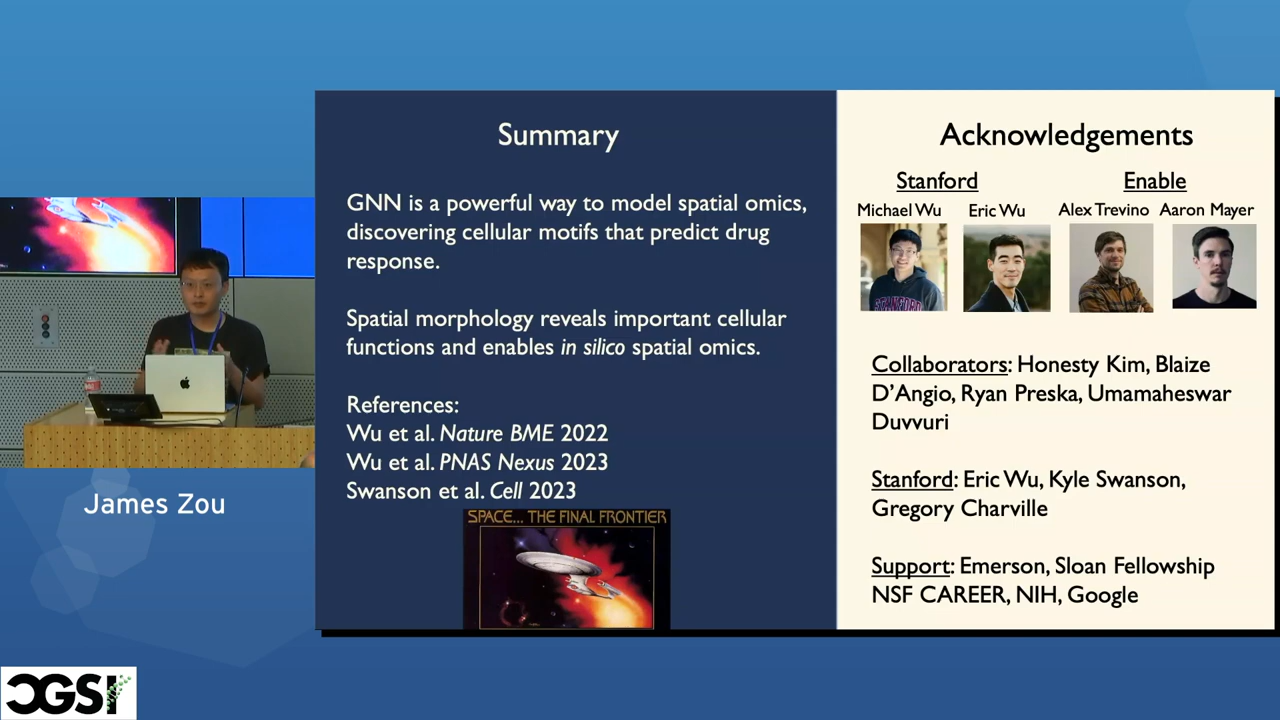 Summary
GNN is a powerful way to model spatial omics,
discovering cellular motifs that predict drug
response.
Spatial morphology reveals important cellular
functions and enables in silico spatial omics.
References:
Wu et al. Nature BME 2022
Wu et al. PNAS Nexus 2023
Swanson et al. Cell 2023
SPACE... THE FINAL FRONTIER
Acknowledgements
Stanford
Enable
Michael Wu
Eric Wu
Alex Trevino
Aaron Mayer
STANFORD
Collaborators: Honesty Kim, Blaize
D'Angio, Ryan Preska, Umamaheswar
Duvvuri
Stanford: Eric Wu, Kyle Swanson,
Gregory Charville
Support: Emerson, Sloan Fellowship
NSF CAREER, NIH, Google
James Zou
CGSI